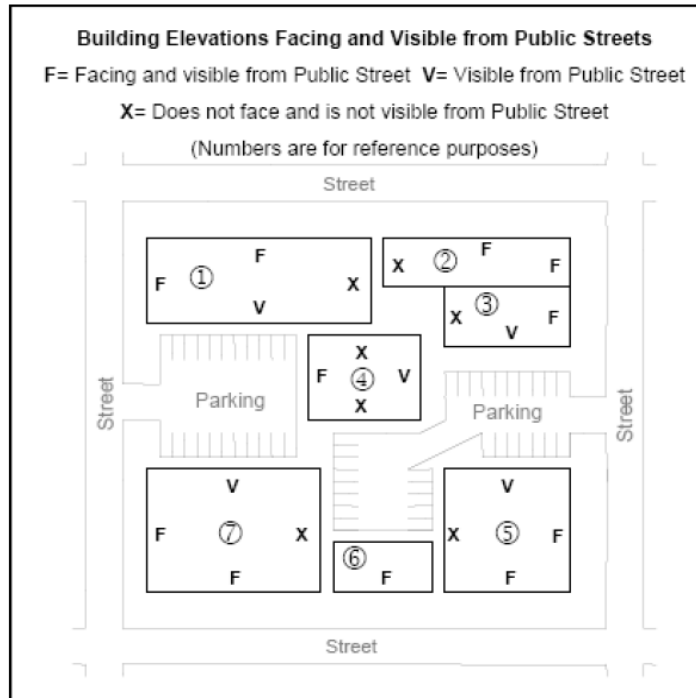 Building Elevations Facing and Visible from Public Streets
F= Facing and visible from Public Street V= Visible from Public Street
X= Does not face and is not visible from Public Street
(Numbers are for reference purposes)
Street
F ① F X
V
X ② F F
X ③ V F
Street
Parking
X
F ④ V
X
Parking
Street
V
F ⑦ X
F
⑥
F
V
X ⑤ F
F
Street